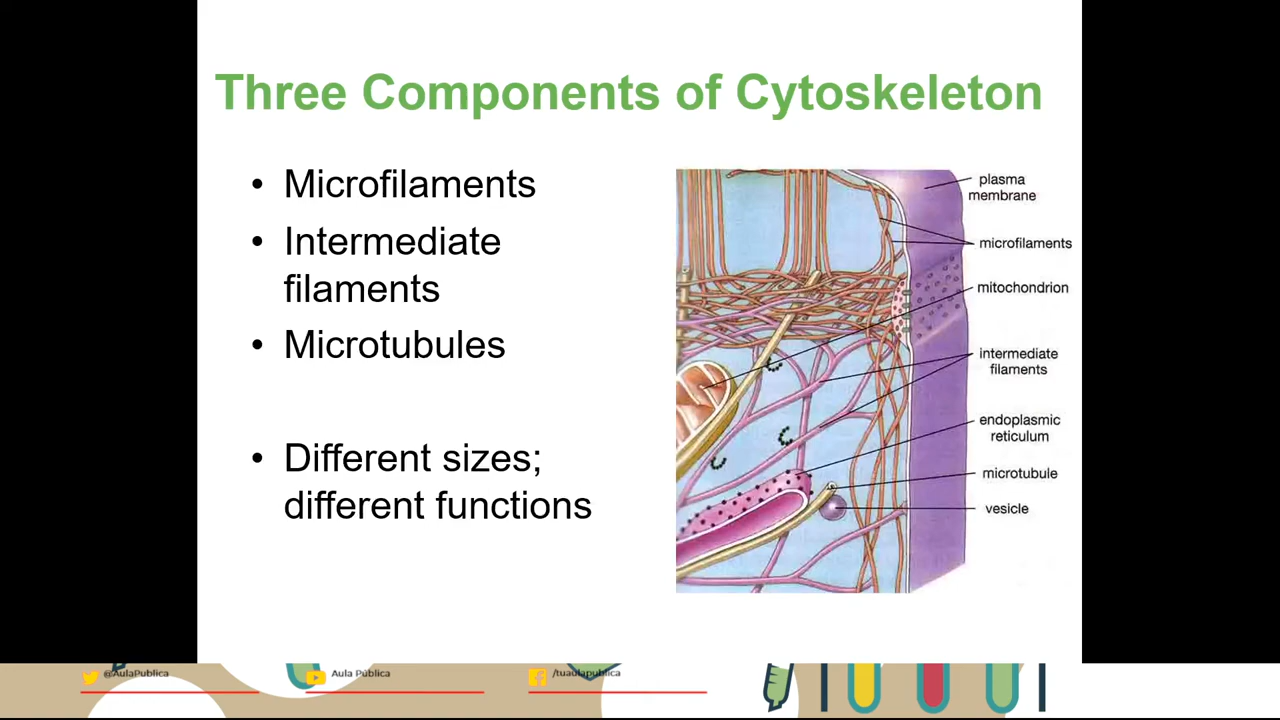 Three Components of Cytoskeleton
• Microfilaments
• Intermediate
filaments
• Microtubules
• Different sizes;
different functions
plasma
membrane
microfilaments
mitochondrion
intermediate
filaments
endoplasmic
reticulum
microtubule
vesicle
@AulaPublica
Aula Pública
/tuaulapublica